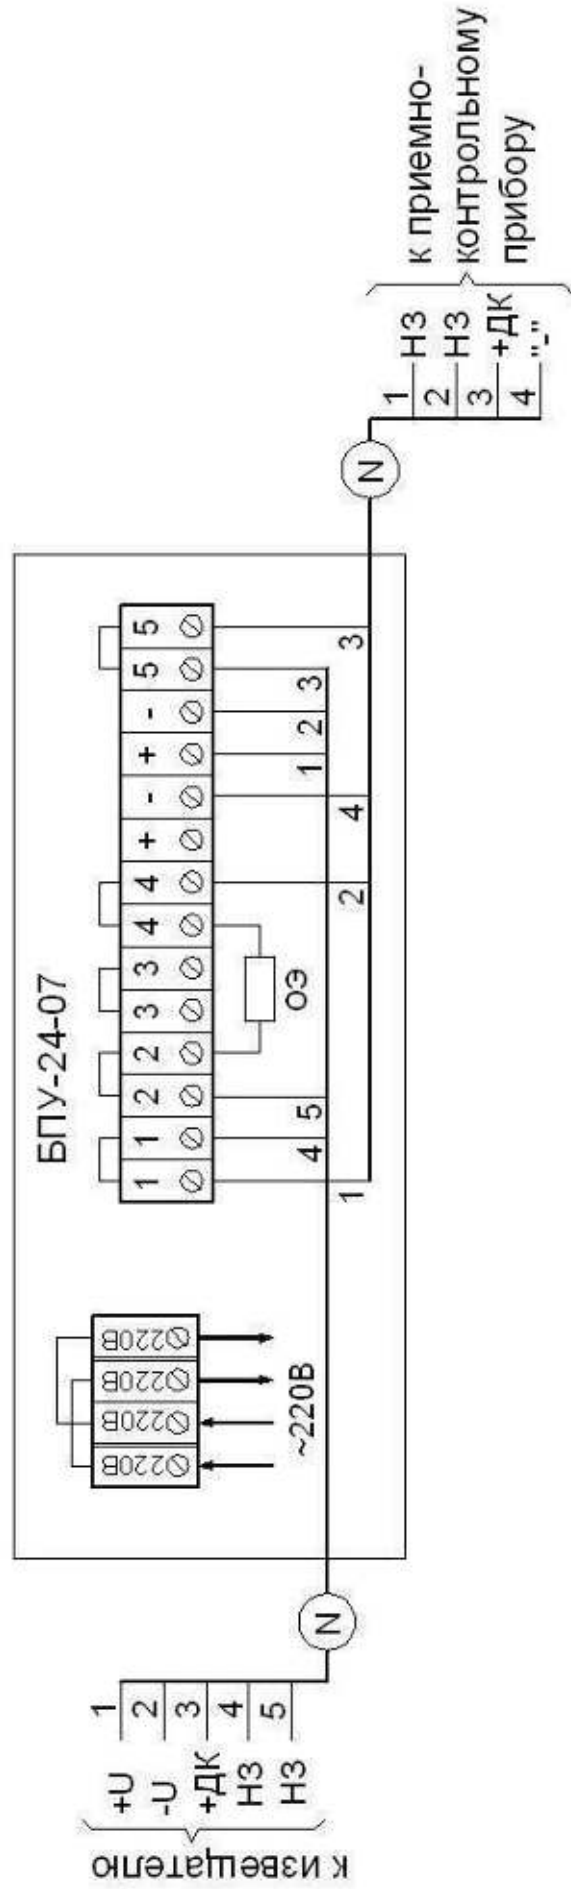 БПУ-24-07
220В 220В 220В 220В
~220В
1 1 2 2 3 3 4 4 + - + - 5 5
ОЭ
4 5 1 2 3
1 2 4 3
N
+U 1
-U 2
+ДК 3
НЗ 4
НЗ 5
к извещателю
N
1 НЗ
2 НЗ
3 +ДК
4 "-"
к приемно-
контрольному
прибору